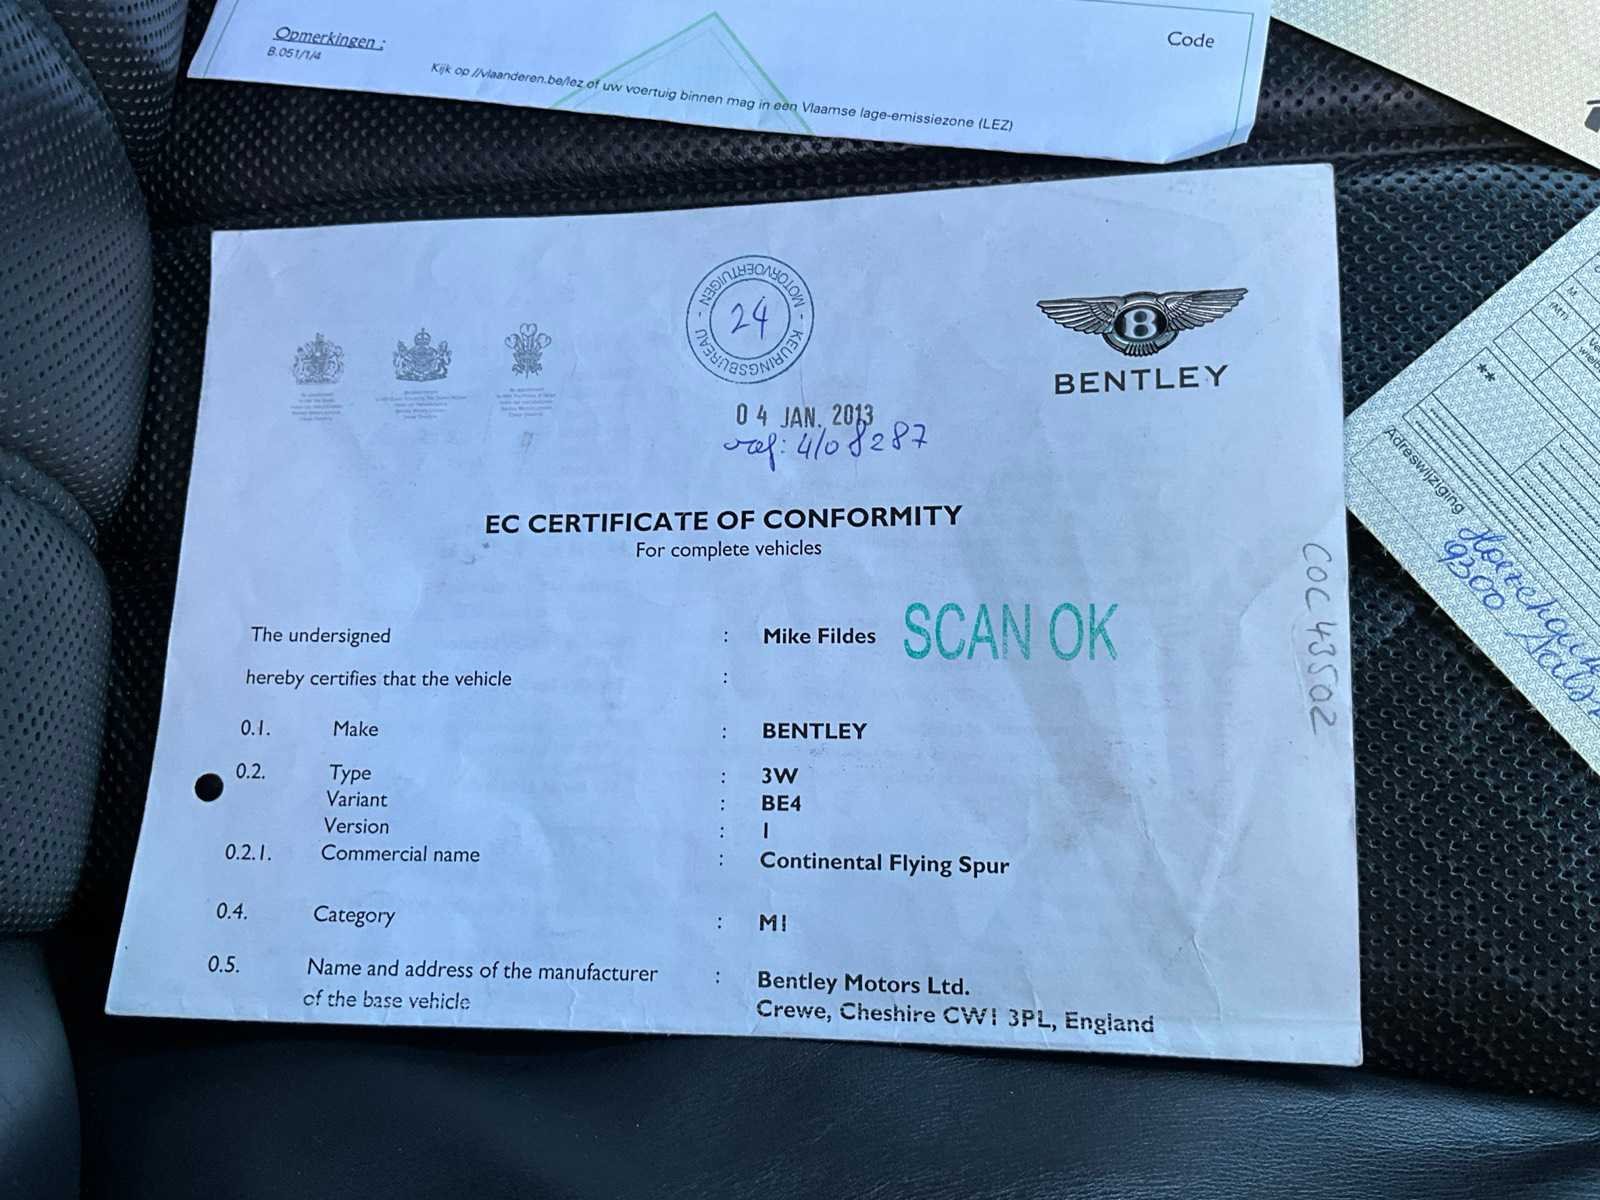 Opmerkingen :
B.051/1/4
Code
Kijk op //vlaanderen.be/lez of uw voertuig binnen mag in een Vlaamse lage-emissiezone (LEZ)
MOTORVOERTUIGEN - KEURINGSBUREAU -
24
04 JAN. 2013
ref: 4/08287
BENTLEY
EC CERTIFICATE OF CONFORMITY
For complete vehicles
SCAN OK
COC 43502
The undersigned : Mike Fildes
hereby certifies that the vehicle :
0.1. Make : BENTLEY
0.2. Type : 3W
Variant : BE4
Version : 1
0.2.1. Commercial name : Continental Flying Spur
0.4. Category : M1
0.5. Name and address of the manufacturer : Bentley Motors Ltd.
of the base vehicle Crewe, Cheshire CW1 3PL, England
**
Adreswijziging
9300